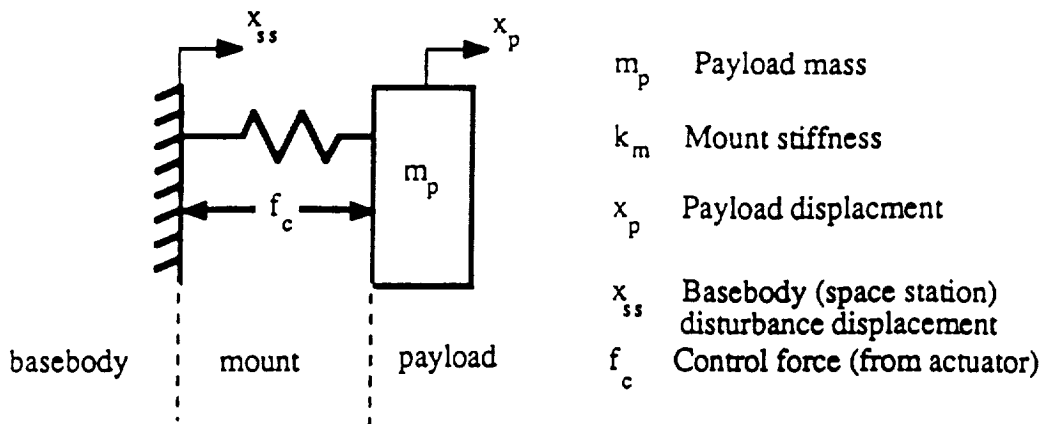 x_ss
x_p
m_p
f_c
basebody
mount
payload
m_p Payload mass
k_m Mount stiffness
x_p Payload displacment
x_ss Basebody (space station)
disturbance displacement
f_c Control force (from actuator)